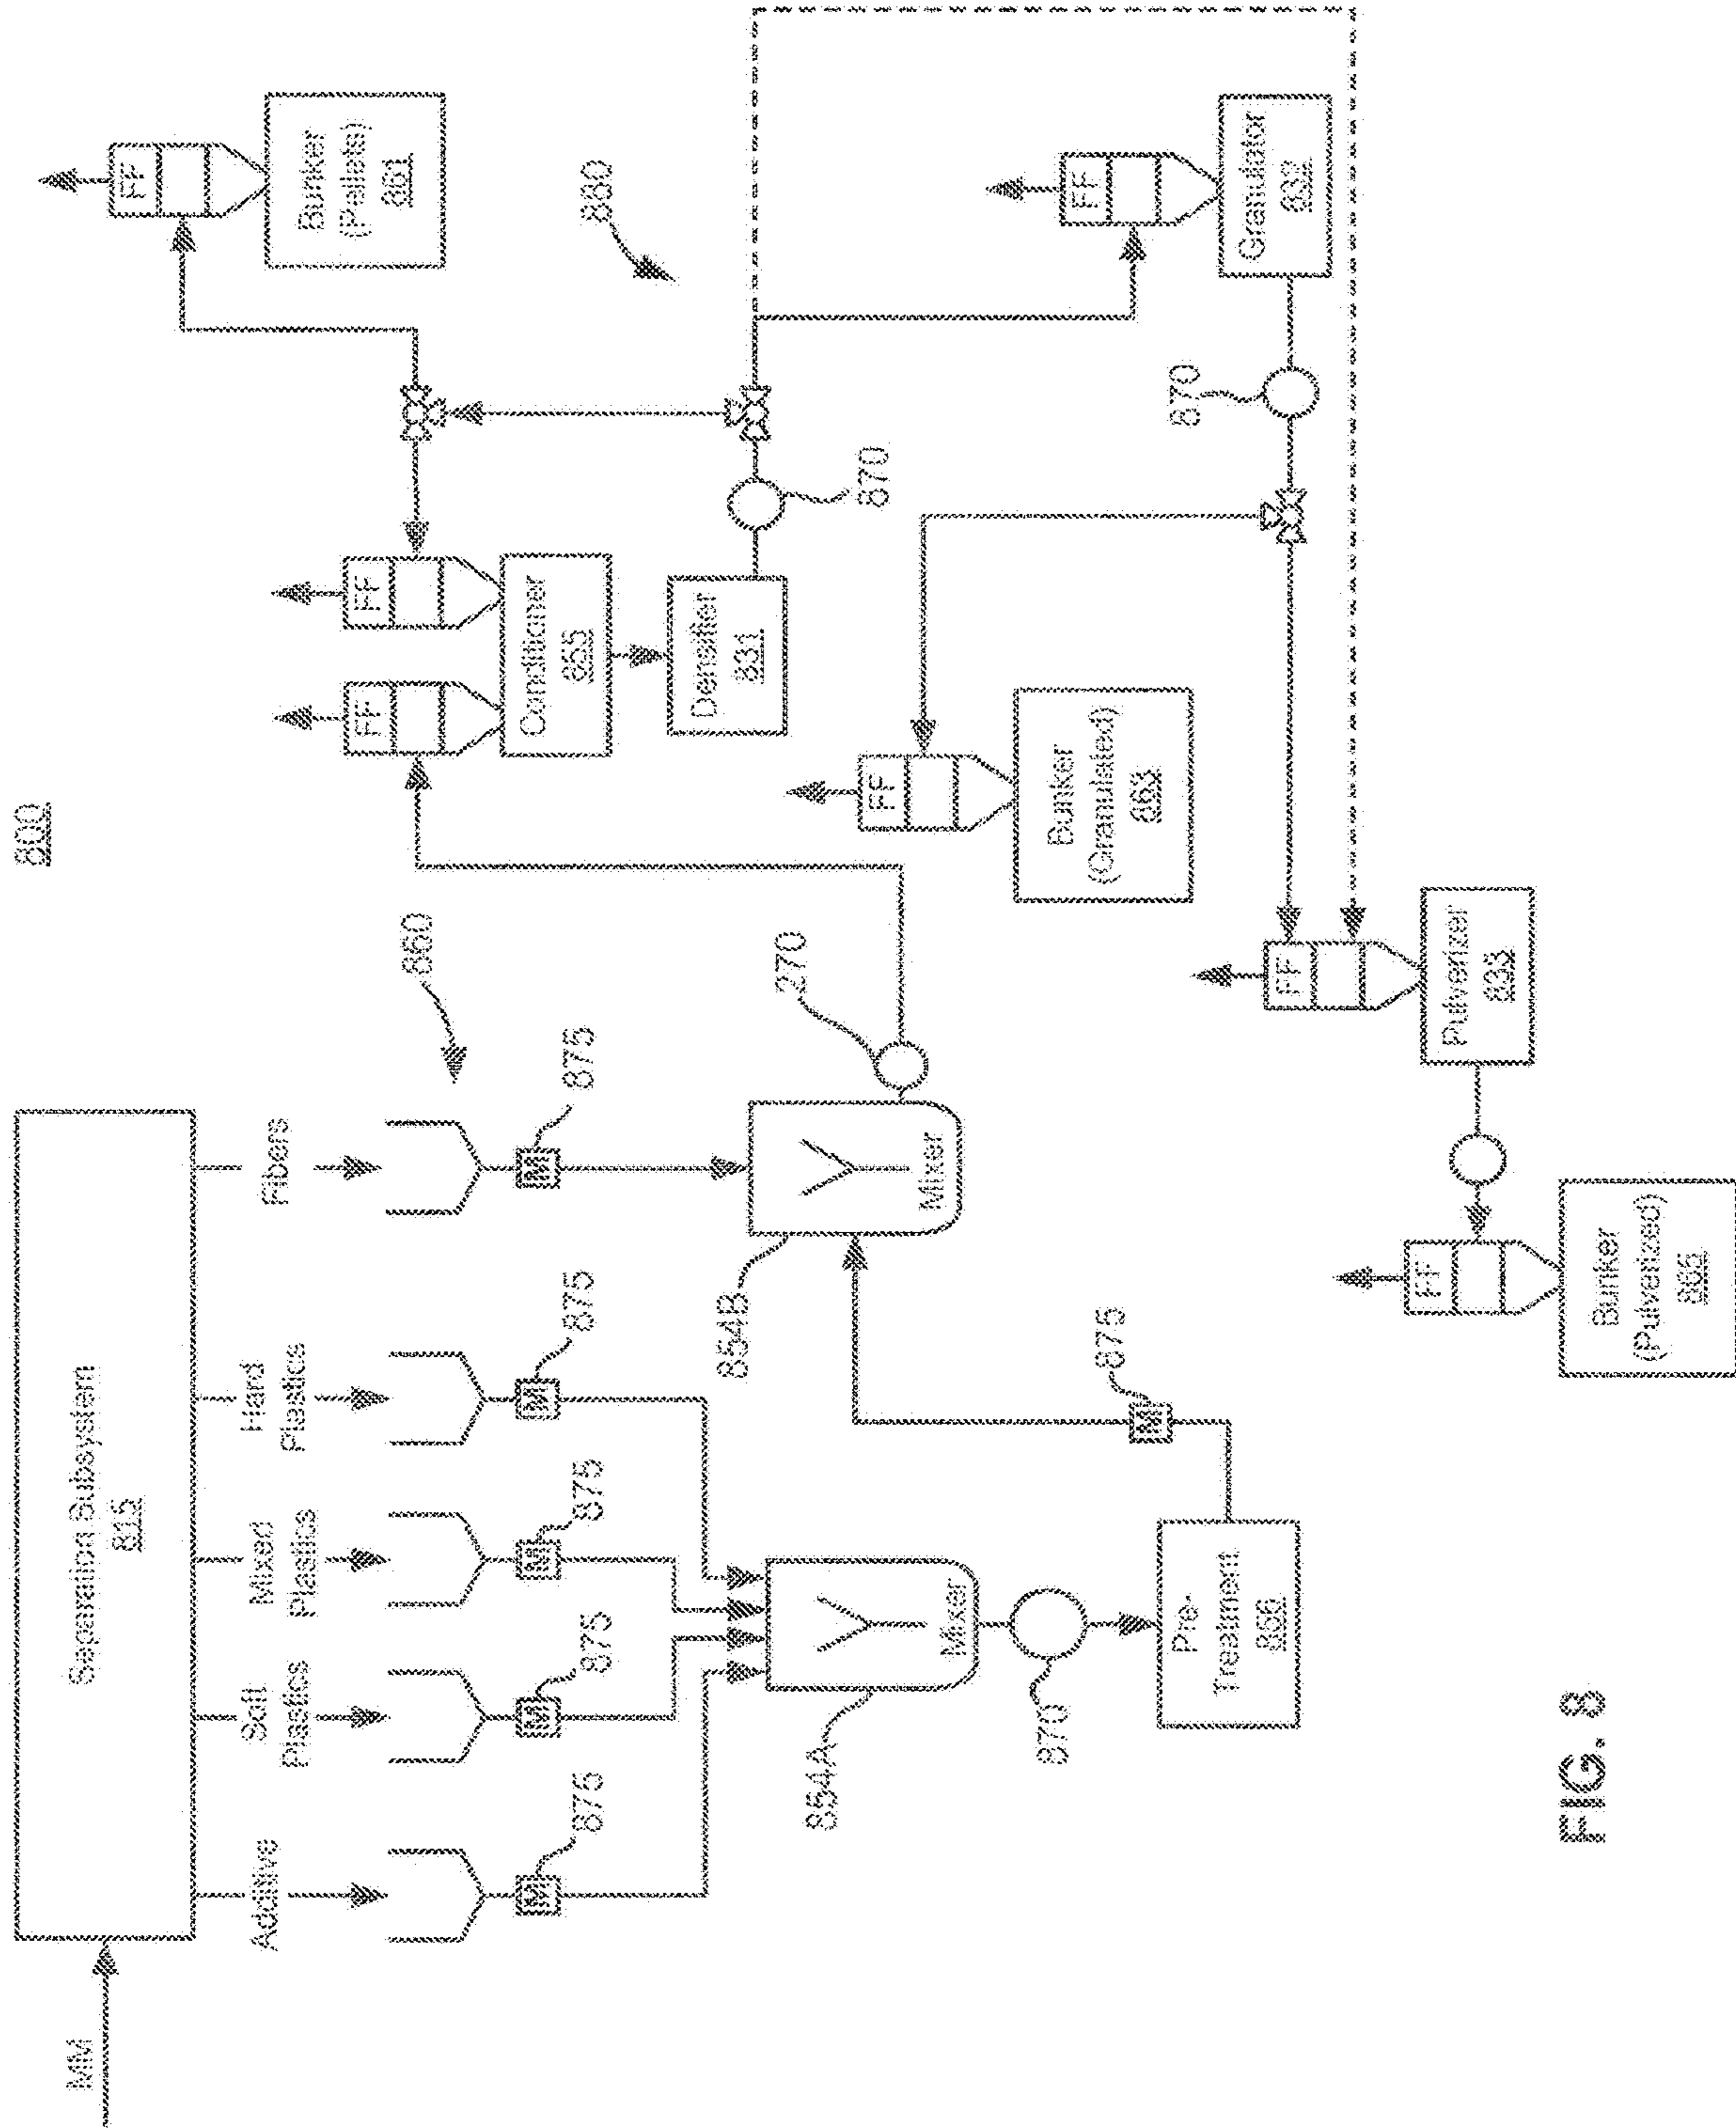 800
MM
Separation Subsystem
815
Additive
Soft
Plastics
Mixed
Plastics
Hard
Plastics
Fibers
875
875
875
875
875
860
854A
Mixer
854B
Mixer
270
870
Pre-
Treatment
856
875
FF
FF
Conditioner
855
Densifier
831
870
FF
Bunker
(Pellets)
861
880
FF
Granulator
832
870
FF
Bunker
(Granulated)
863
FF
Pulverizer
833
FF
Bunker
(Pulverized)
865
FIG. 8